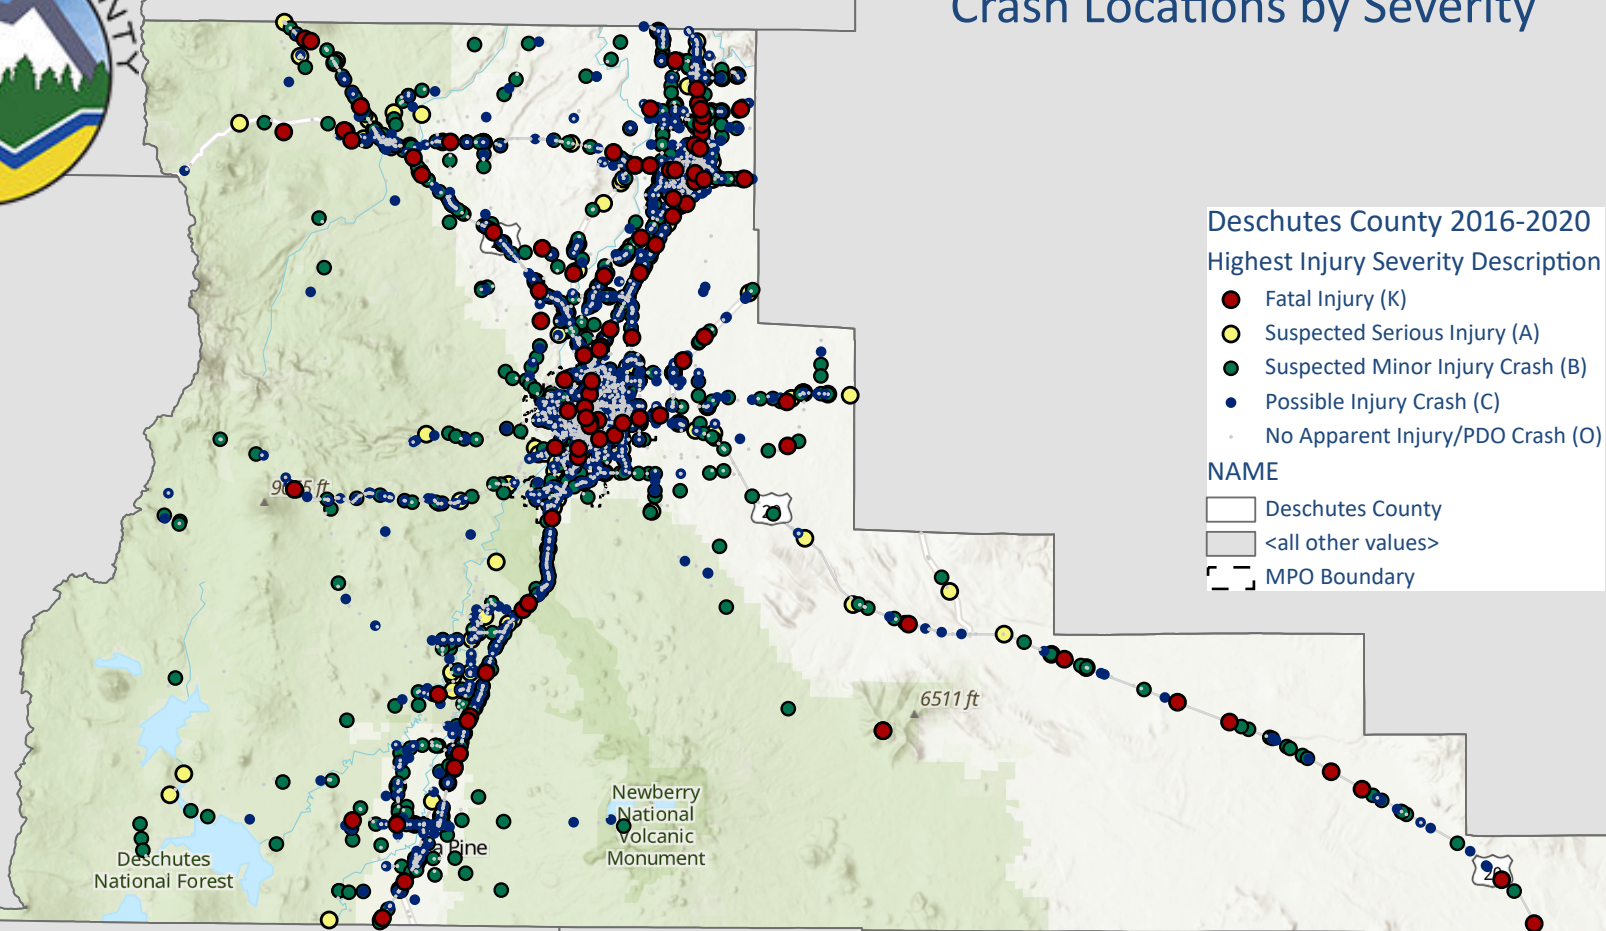 Crash Locations by Severity
NTY
Deschutes County 2016-2020
Highest Injury Severity Description
Fatal Injury (K)
Suspected Serious Injury (A)
Suspected Minor Injury Crash (B)
Possible Injury Crash (C)
No Apparent Injury/PDO Crash (O)
NAME
Deschutes County
<all other values>
MPO Boundary
6511 ft
Newberry
National
Volcanic
Monument
a Pine
Deschutes
National Forest